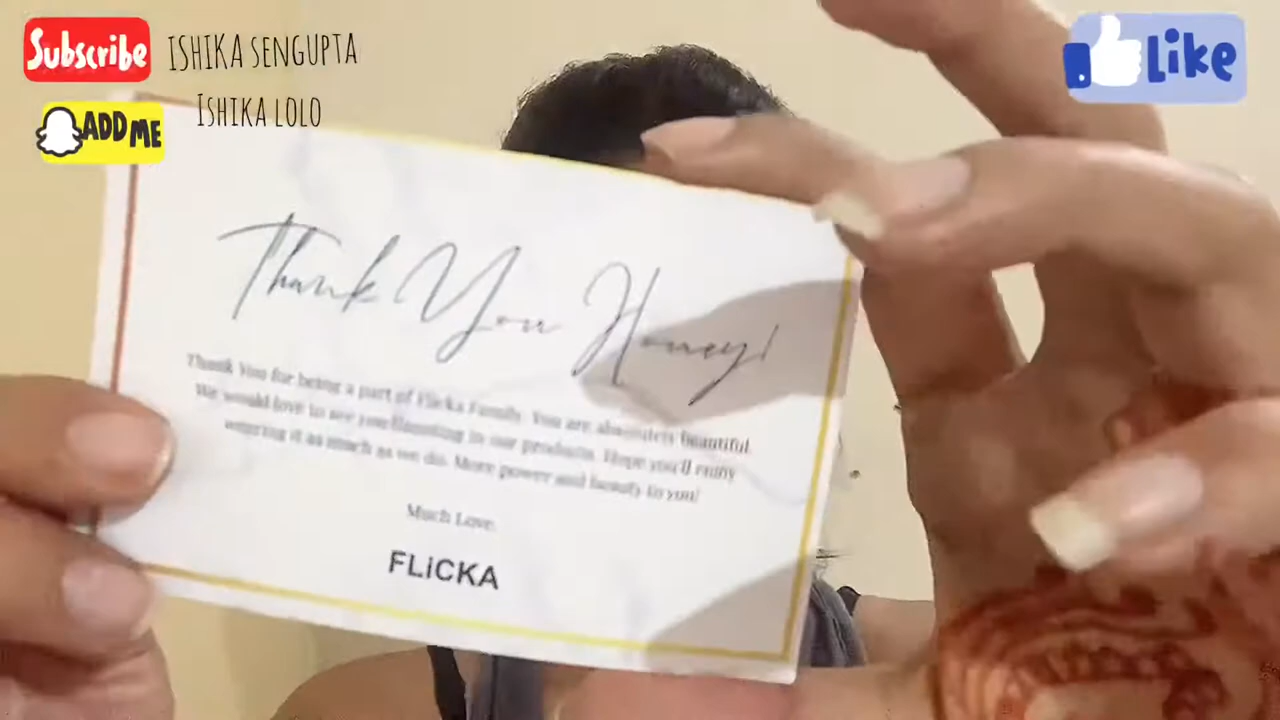 Subscribe
ISHIKA SENGUPTA
ADD ME
ISHIKA LOLO
Like
Thank You Honey!
Thank You for being a part of Flicka Family. You are absolutely beautiful.
We would love to see you flaunting in our products. Hope you'll enjoy
wearing it as much as we do. More power and beauty to you!
Much Love,
FLiCKA